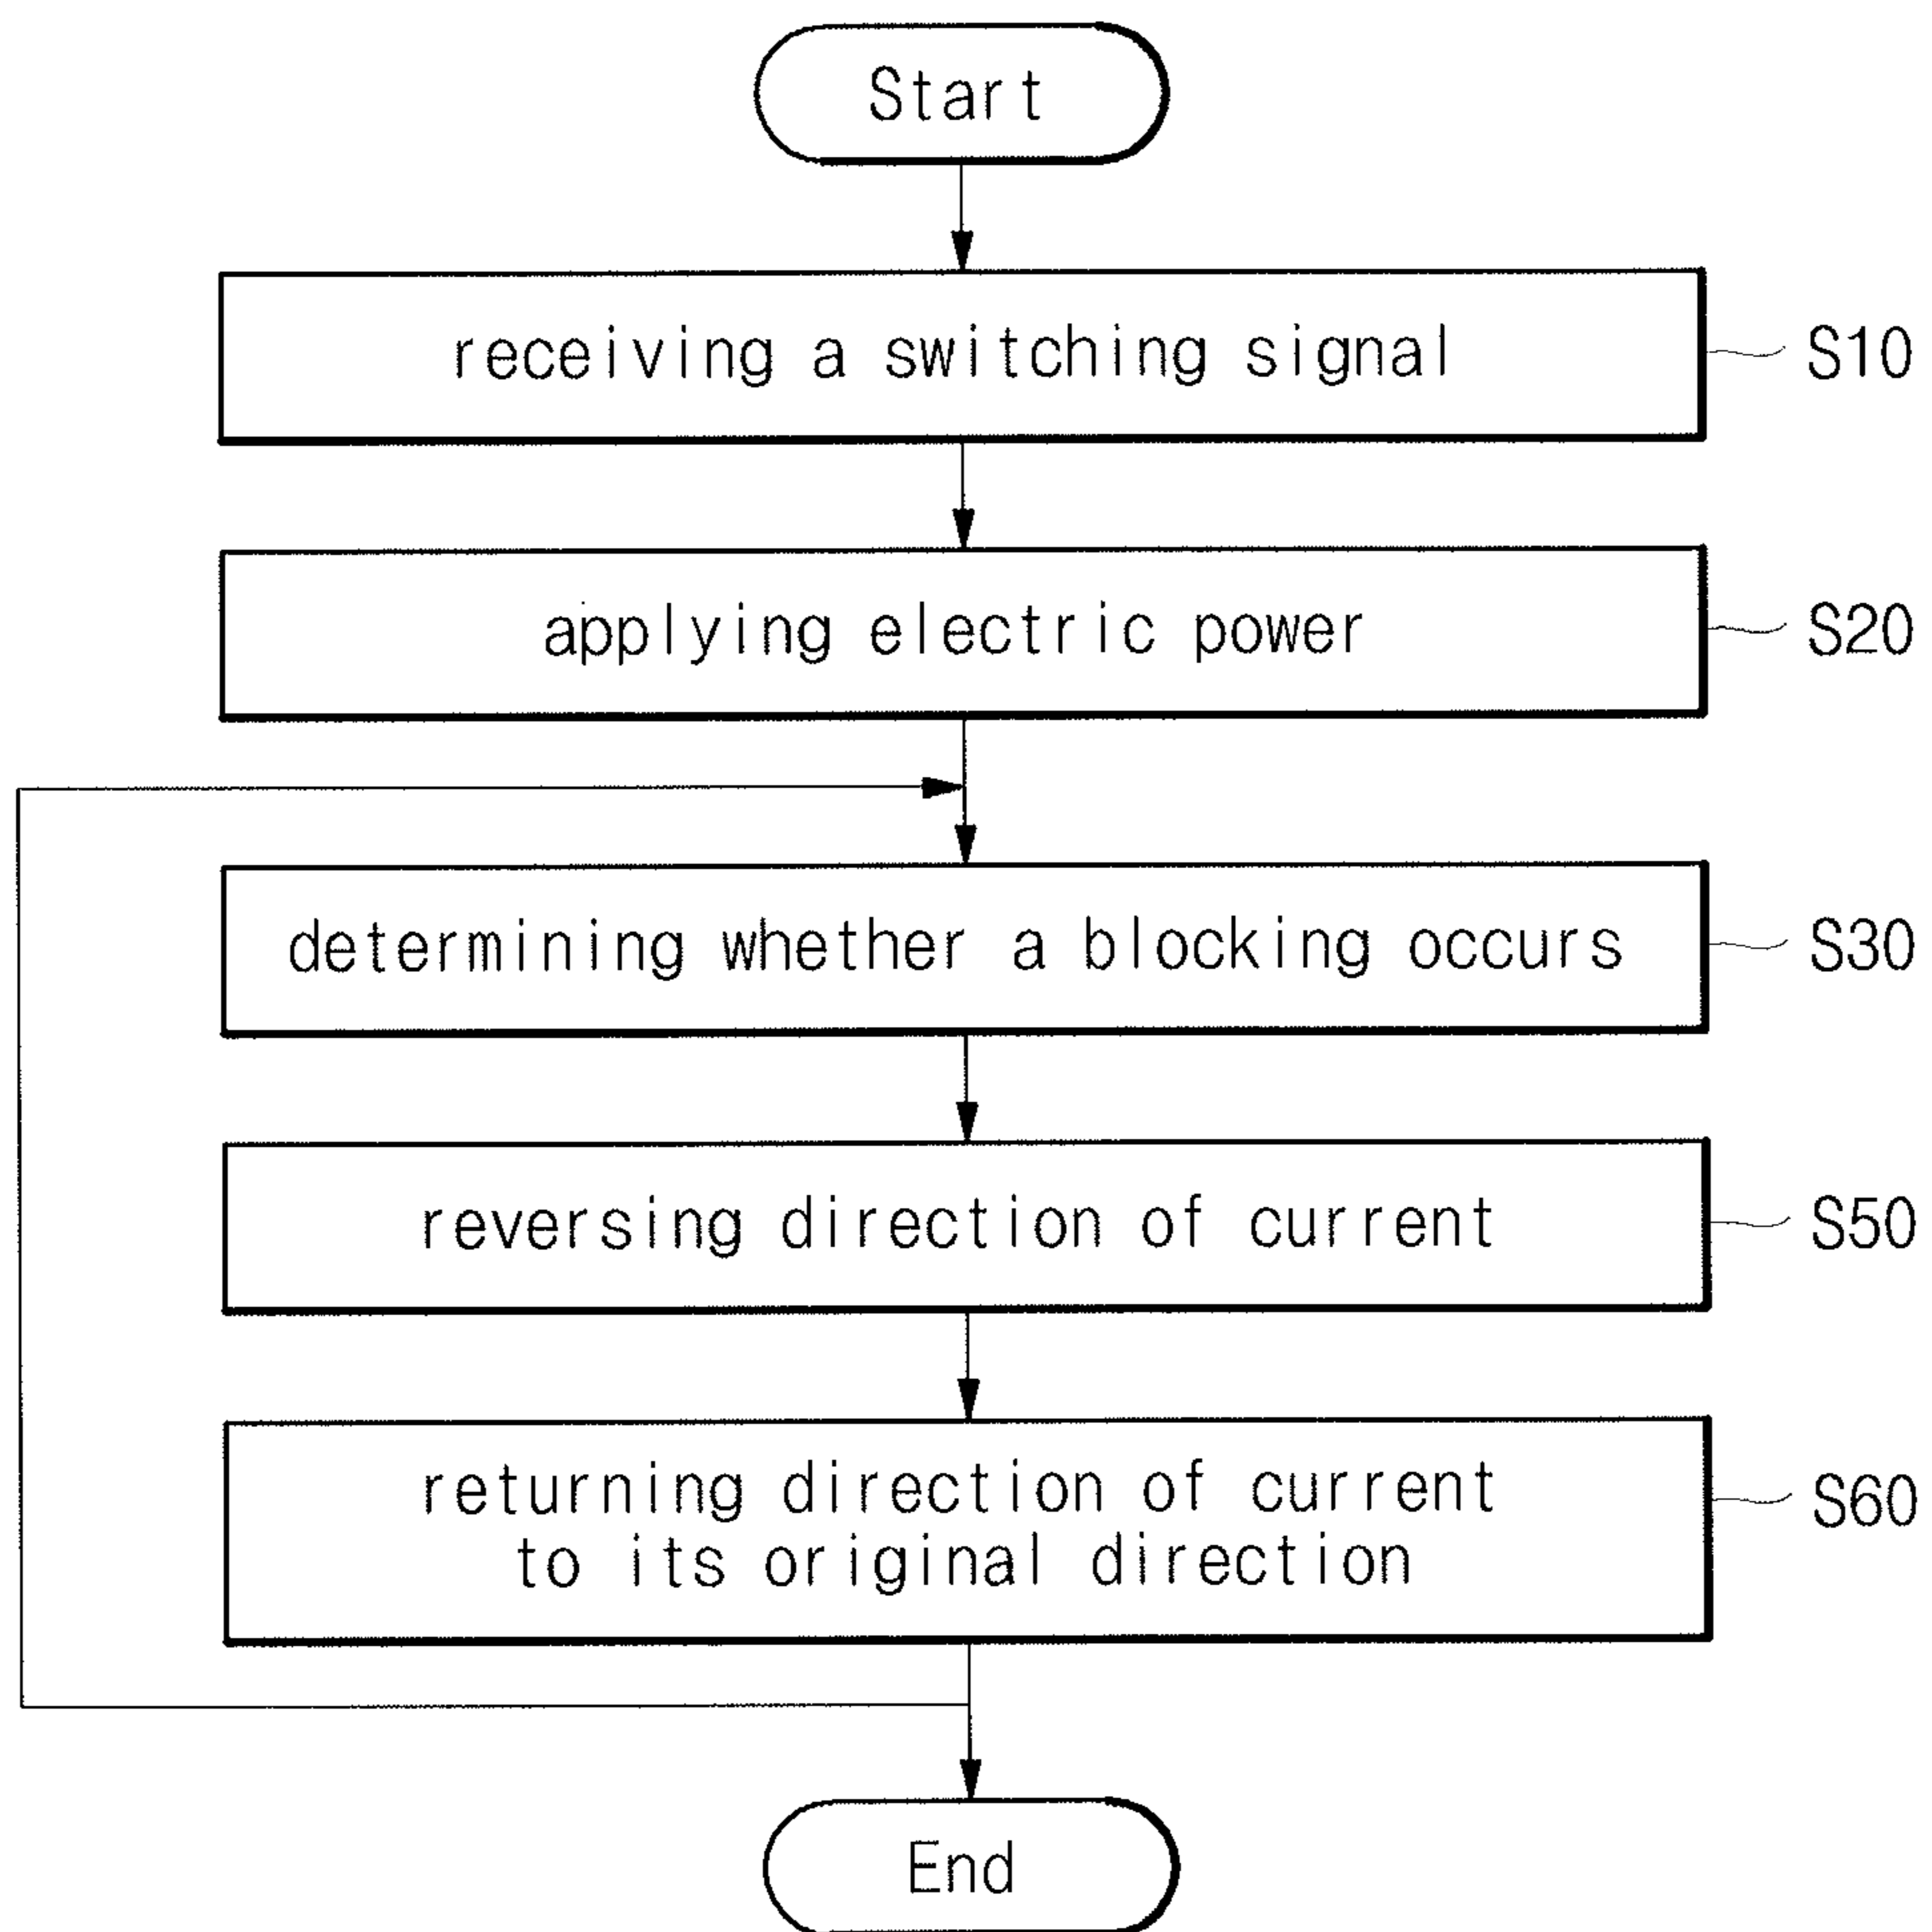 Start
receiving a switching signal
S10
applying electric power
S20
determining whether a blocking occurs
S30
reversing direction of current
S50
returning direction of current
to its original direction
S60
End